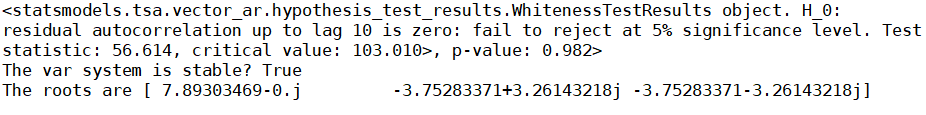 <statsmodels.tsa.vector_ar.hypothesis_test_results.WhitenessTestResults object. H_0:
residual autocorrelation up to lag 10 is zero: fail to reject at 5% significance level. Test
statistic: 56.614, critical value: 103.010>, p-value: 0.982>
The var system is stable? True
The roots are [ 7.89303469-0.j         -3.75283371+3.26143218j -3.75283371-3.26143218j]